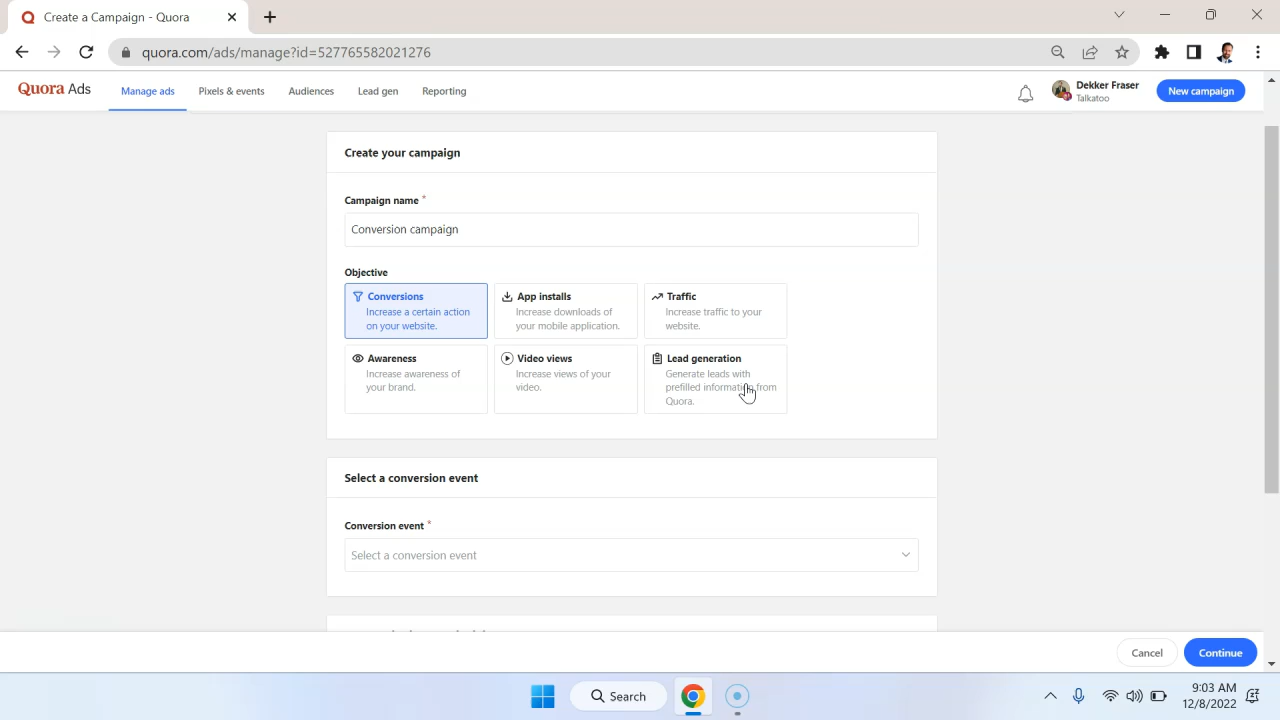 Create a Campaign - Quora
quora.com/ads/manage?id=527765582021276
Quora Ads
Manage ads
Pixels & events
Audiences
Lead gen
Reporting
Dekker Fraser
Talkatoo
New campaign
Create your campaign
Campaign name *
Conversion campaign
Objective
Conversions
Increase a certain action
on your website.
App installs
Increase downloads of
your mobile application.
Traffic
Increase traffic to your
website.
Awareness
Increase awareness of
your brand.
Video views
Increase views of your
video.
Lead generation
Generate leads with
prefilled information from
Quora.
Select a conversion event
Conversion event *
Select a conversion event
Cancel
Continue
Search
9:03 AM
12/8/2022